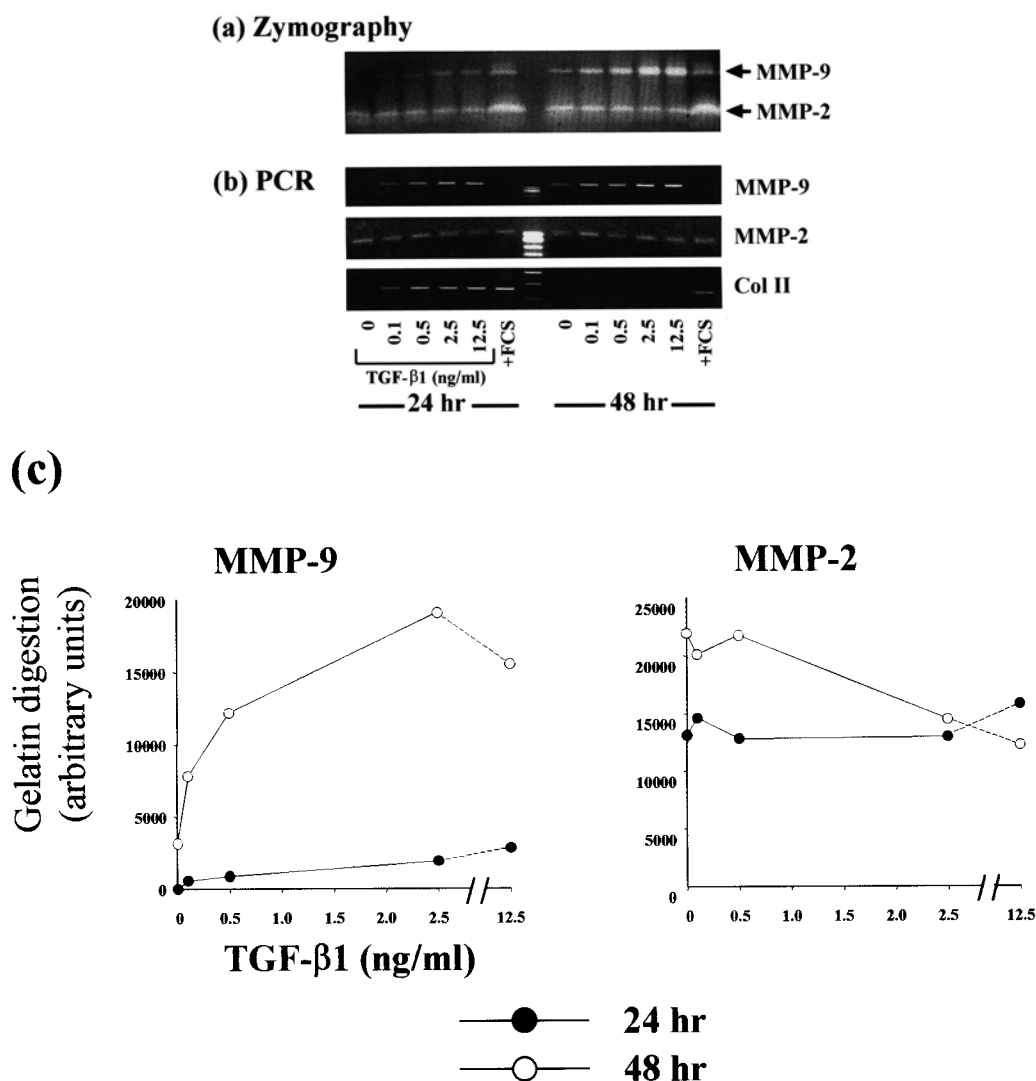 (a) Zymography
MMP-9
MMP-2
(b) PCR
MMP-9
MMP-2
Col II
0 0.1 0.5 2.5 12.5 +FCS 0 0.1 0.5 2.5 12.5 +FCS
TGF-β1 (ng/ml)
24 hr 48 hr
(c)
MMP-9 MMP-2
Gelatin digestion
(arbitrary units)
20000
15000
10000
5000
0
0 0.5 1.0 1.5 2.0 2.5 12.5
25000
20000
15000
10000
5000
0
0 0.5 1.0 1.5 2.0 2.5 12.5
TGF-β1 (ng/ml)
24 hr
48 hr